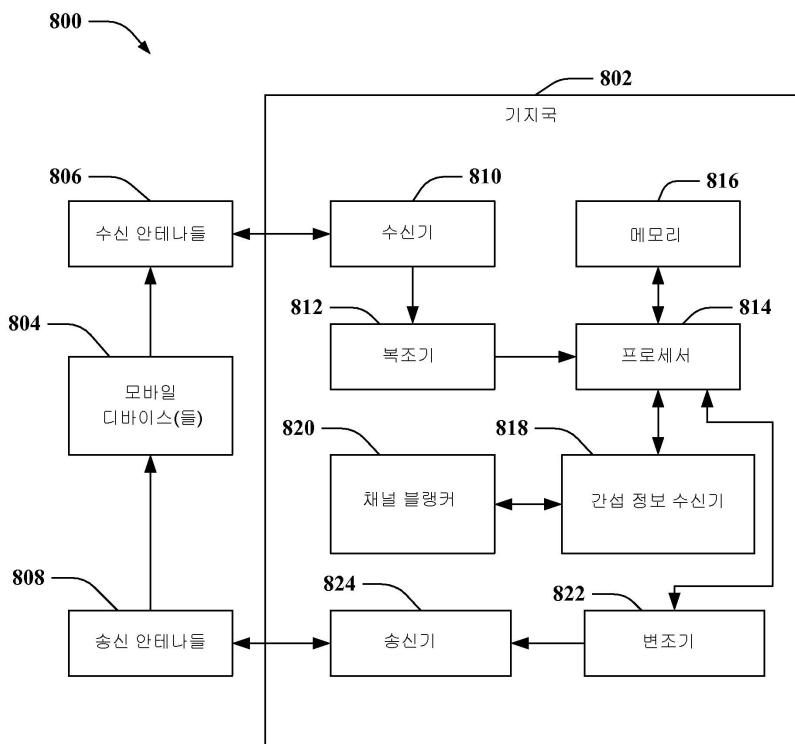 800
802
기지국
806
810
816
수신 안테나들
수신기
메모리
804
812
814
복조기
프로세서
모바일
디바이스(들)
820
818
채널 블랭커
간섭 정보 수신기
808
824
822
송신 안테나들
송신기
변조기